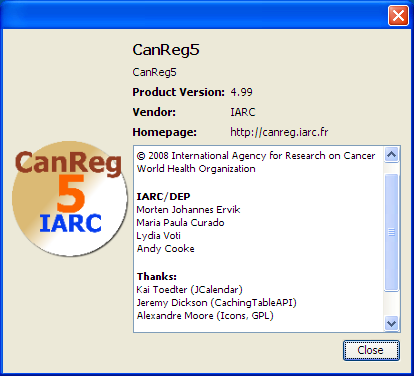 CanReg5
CanReg5
Product Version: 4.99
Vendor: IARC
Homepage: http://canreg.iarc.fr
CanReg
5
IARC
© 2008 International Agency for Research on Cancer
World Health Organization
IARC/DEP
Morten Johannes Ervik
Maria Paula Curado
Lydia Voti
Andy Cooke
Thanks:
Kai Toedter (JCalendar)
Jeremy Dickson (CachingTableAPI)
Alexandre Moore (Icons, GPL)
Close